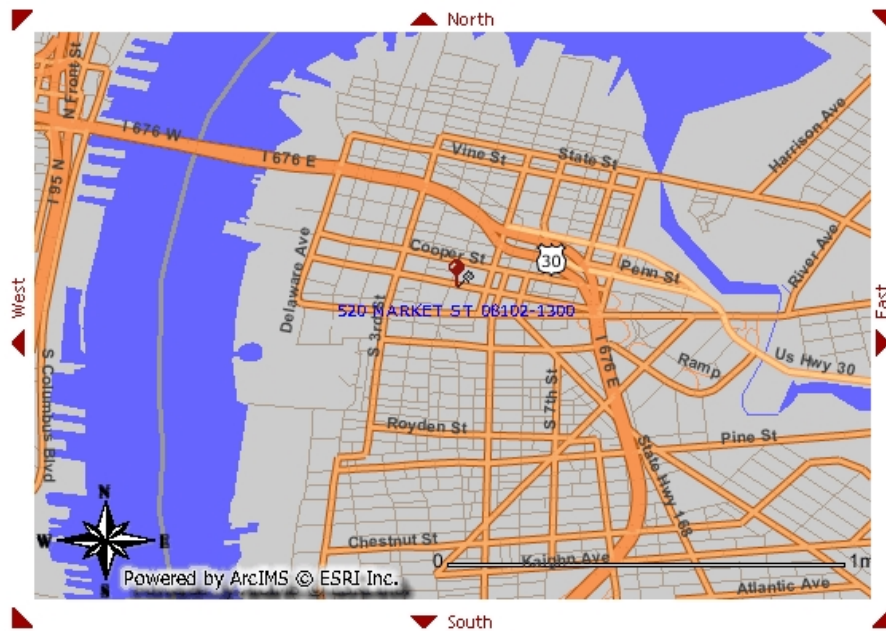 North
N Front St
I 676 W
I 676 E
Vine St
State St
Harrison Ave
I 95 N
Delaware Ave
Cooper St
30
Penn St
River Ave
West
East
520 MARKET ST 08102-1300
S 3rd St
I 676 E
Ramp
Us Hwy 30
S Columbus Blvd
S 7th St
Royden St
Pine St
State Hwy 168
N
W
E
S
Chestnut St
Kaighn Ave
0
1m
Atlantic Ave
Powered by ArcIMS © ESRI Inc.
South